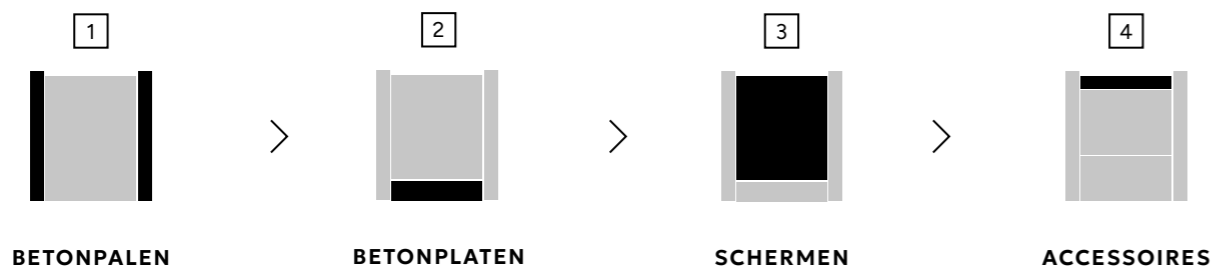 1
2
3
4
BETONPALEN
BETONPLATEN
SCHERMEN
ACCESSOIRES